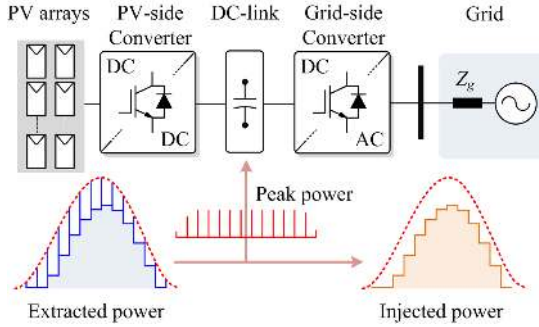 PV arrays
PV-side
Converter
DC-link
Grid-side
Converter
Grid
DC
DC
DC
AC
Zg
Peak power
Extracted power
Injected power